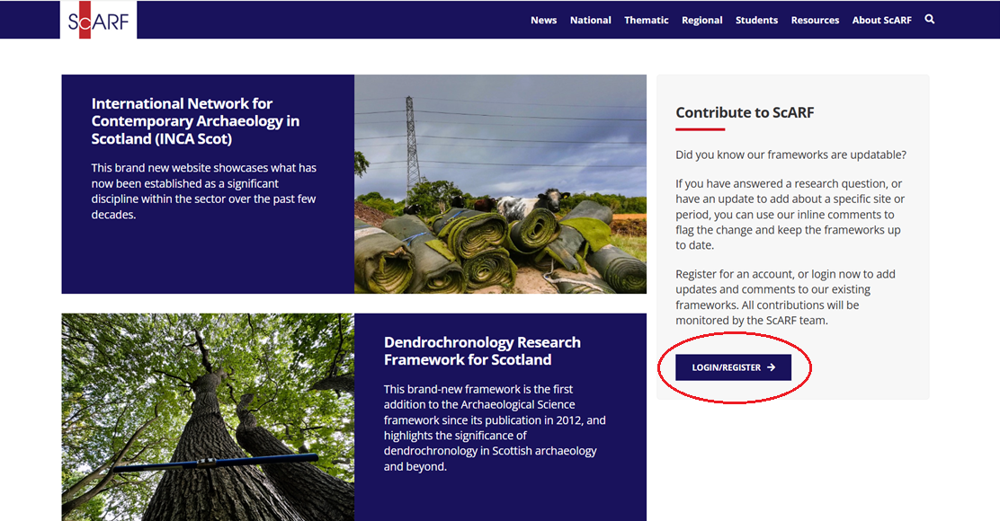 ScARF
News National Thematic Regional Students Resources About ScARF
International Network for
Contemporary Archaeology in
Scotland (INCA Scot)
This brand new website showcases what has
now been established as a significant
discipline within the sector over the past few
decades.
Dendrochronology Research
Framework for Scotland
This brand-new framework is the first
addition to the Archaeological Science
framework since its publication in 2012, and
highlights the significance of
dendrochronology in Scottish archaeology
and beyond.
Contribute to ScARF
Did you know our frameworks are updatable?
If you have answered a research question, or
have an update to add about a specific site or
period, you can use our inline comments to
flag the change and keep the frameworks up
to date.
Register for an account, or login now to add
updates and comments to our existing
frameworks. All contributions will be
monitored by the ScARF team.
LOGIN/REGISTER →